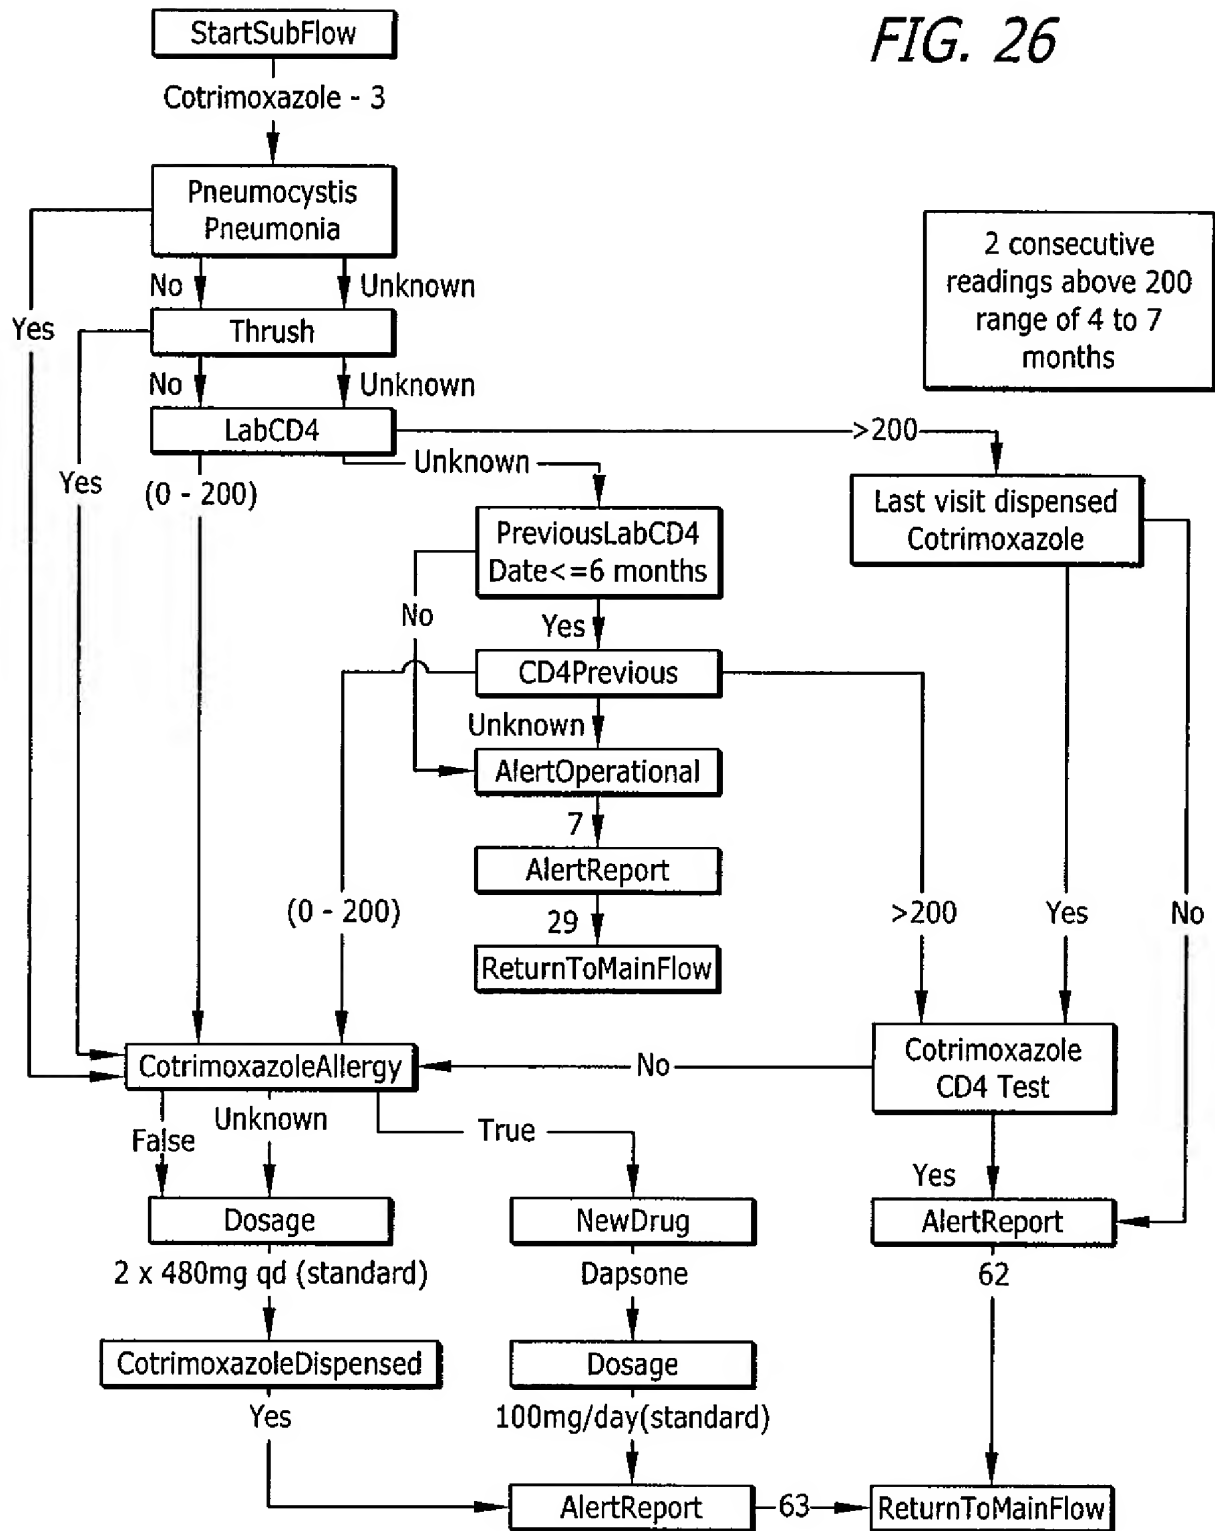 FIG. 26
StartSubFlow
Cotrimoxazole - 3
Pneumocystis
Pneumonia
No
Unknown
Yes
Thrush
2 consecutive
readings above 200
range of 4 to 7
months
No
Unknown
LabCD4
>200
Unknown
Yes
(0 - 200)
Last visit dispensed
Cotrimoxazole
PreviousLabCD4
Date<=6 months
No
Yes
CD4Previous
Unknown
AlertOperational
7
AlertReport
(0 - 200)
29
>200
Yes
No
ReturnToMainFlow
CotrimoxazoleAllergy
No
Cotrimoxazole
CD4 Test
False
Unknown
True
Yes
Dosage
NewDrug
AlertReport
2 x 480mg qd (standard)
Dapsone
62
CotrimoxazoleDispensed
Dosage
Yes
100mg/day(standard)
AlertReport
63
ReturnToMainFlow